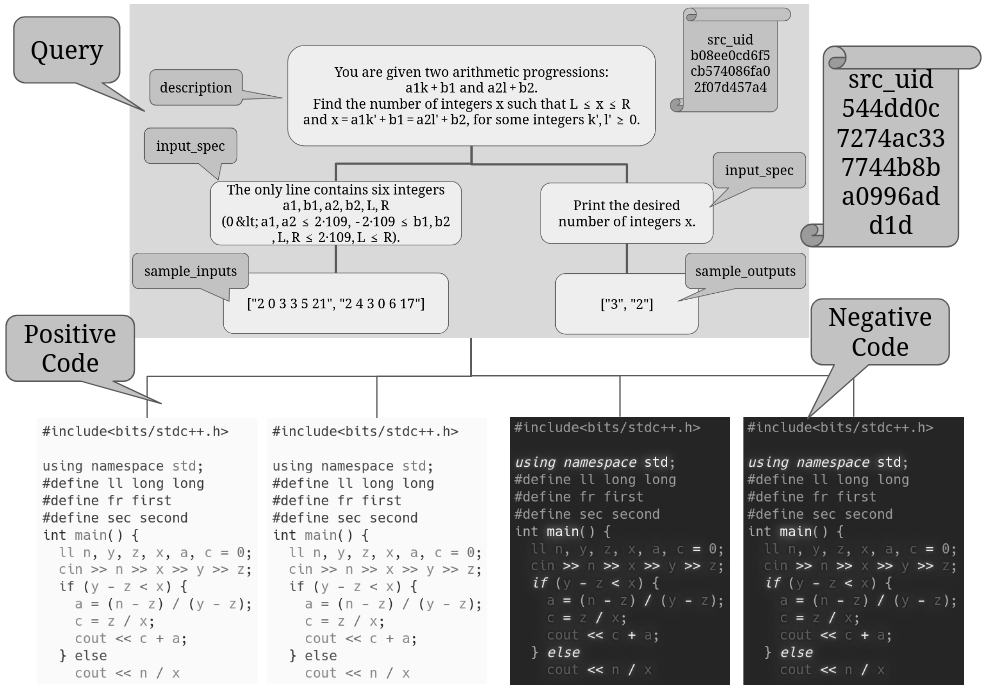 Query
description
You are given two arithmetic progressions:
a1k + b1 and a2l + b2.
Find the number of integers x such that L ≤ x ≤ R
and x = a1k' + b1 = a2l' + b2, for some integers k', l' ≥ 0.
src_uid
b08ee0cd6f5
cb574086fa0
2f07d457a4
src_uid
544dd0c
7274ac33
7744b8b
a0996ad
d1d
input_spec
The only line contains six integers
a1, b1, a2, b2, L, R
(0 &lt; a1, a2 ≤ 2·109, - 2·109 ≤ b1, b2
, L, R ≤ 2·109, L ≤ R).
input_spec
Print the desired
number of integers x.
sample_inputs
["2 0 3 3 5 21", "2 4 3 0 6 17"]
sample_outputs
["3", "2"]
Positive
Code
Negative
Code
#include<bits/stdc++.h>
using namespace std;
#define ll long long
#define fr first
#define sec second
int main() {
ll n, y, z, x, a, c = 0;
cin >> n >> x >> y >> z;
if (y - z < x) {
a = (n - z) / (y - z);
c = z / x;
cout << c + a;
} else
cout << n / x
#include<bits/stdc++.h>
using namespace std;
#define ll long long
#define fr first
#define sec second
int main() {
ll n, y, z, x, a, c = 0;
cin >> n >> x >> y >> z;
if (y - z < x) {
a = (n - z) / (y - z);
c = z / x;
cout << c + a;
} else
cout << n / x
#include<bits/stdc++.h>
using namespace std;
#define ll long long
#define fr first
#define sec second
int main() {
ll n, y, z, x, a, c = 0;
cin >> n >> x >> y >> z;
if (y - z < x) {
a = (n - z) / (y - z);
c = z / x;
cout << c + a;
} else
cout << n / x
#include<bits/stdc++.h>
using namespace std;
#define ll long long
#define fr first
#define sec second
int main() {
ll n, y, z, x, a, c = 0;
cin >> n >> x >> y >> z;
if (y - z < x) {
a = (n - z) / (y - z);
c = z / x;
cout << c + a;
} else
cout << n / x